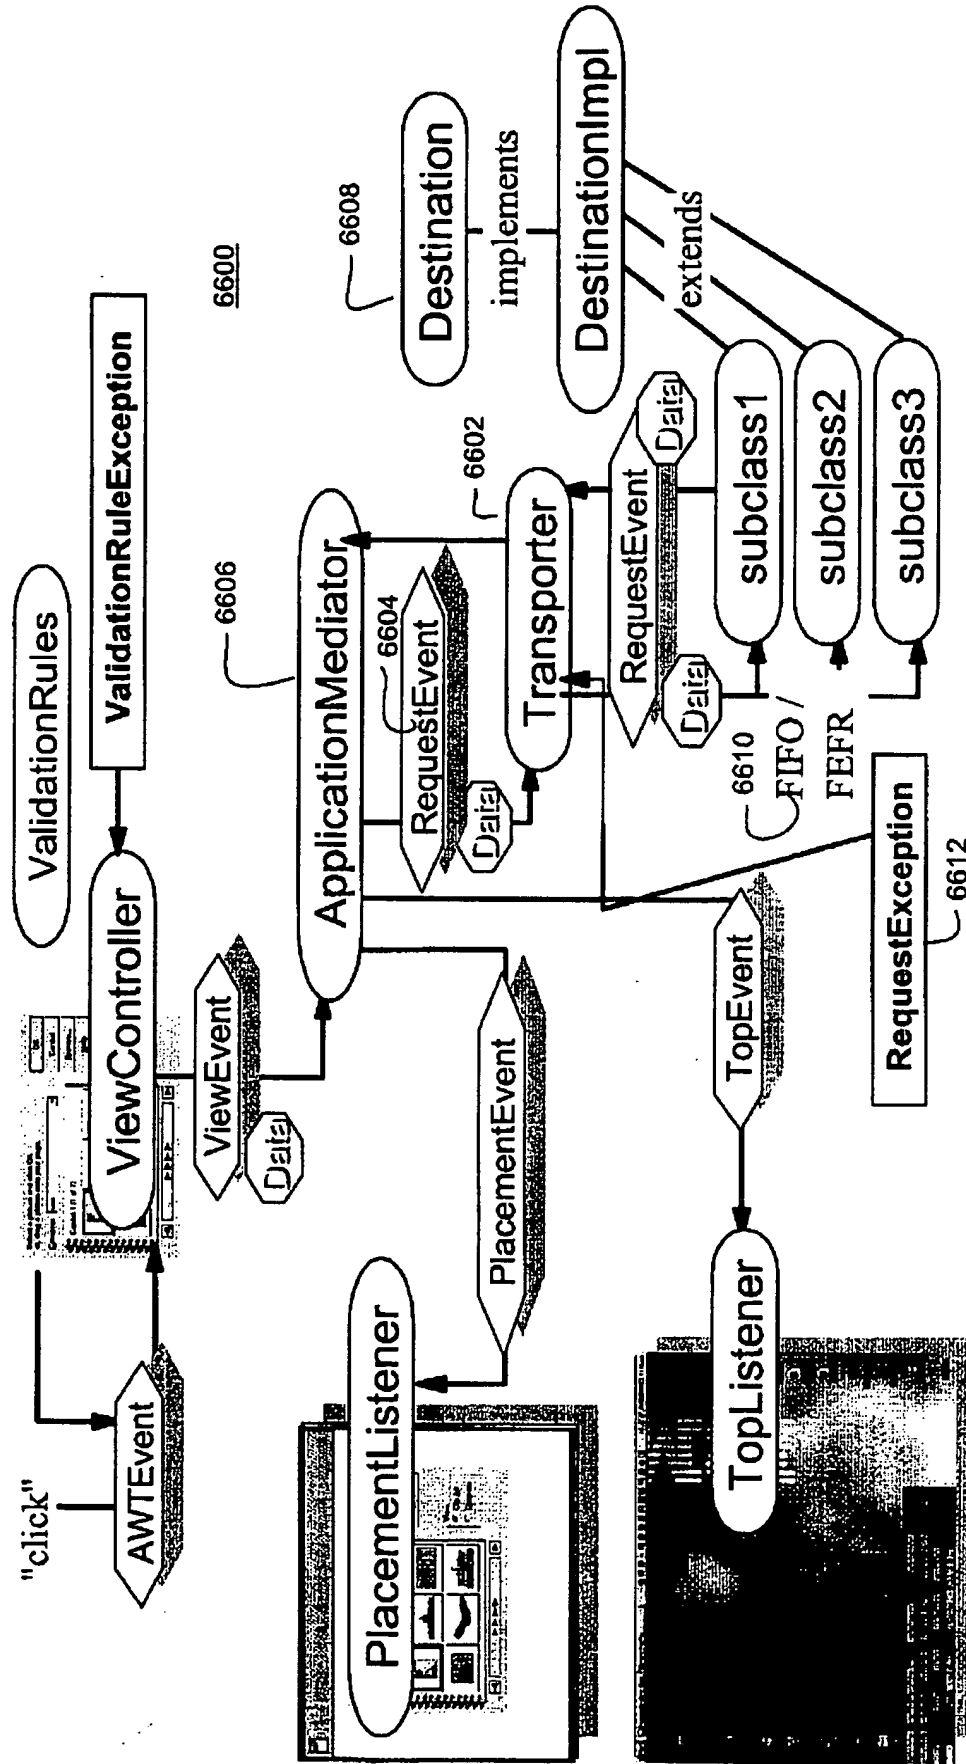 "click"
AWTEvent
ViewController
ValidationRules
ValidationRuleException
ViewEvent
Data
6600
PlacementListener
PlacementEvent
ApplicationMediator
6606
RequestEvent
6604
Data
Transporter
6602
Destination
6608
implements
DestinationImpl
extends
RequestEvent
Data
Data
subclass1
subclass2
subclass3
6610
FIFO /
FEFR
TopListener
TopEvent
RequestException
6612